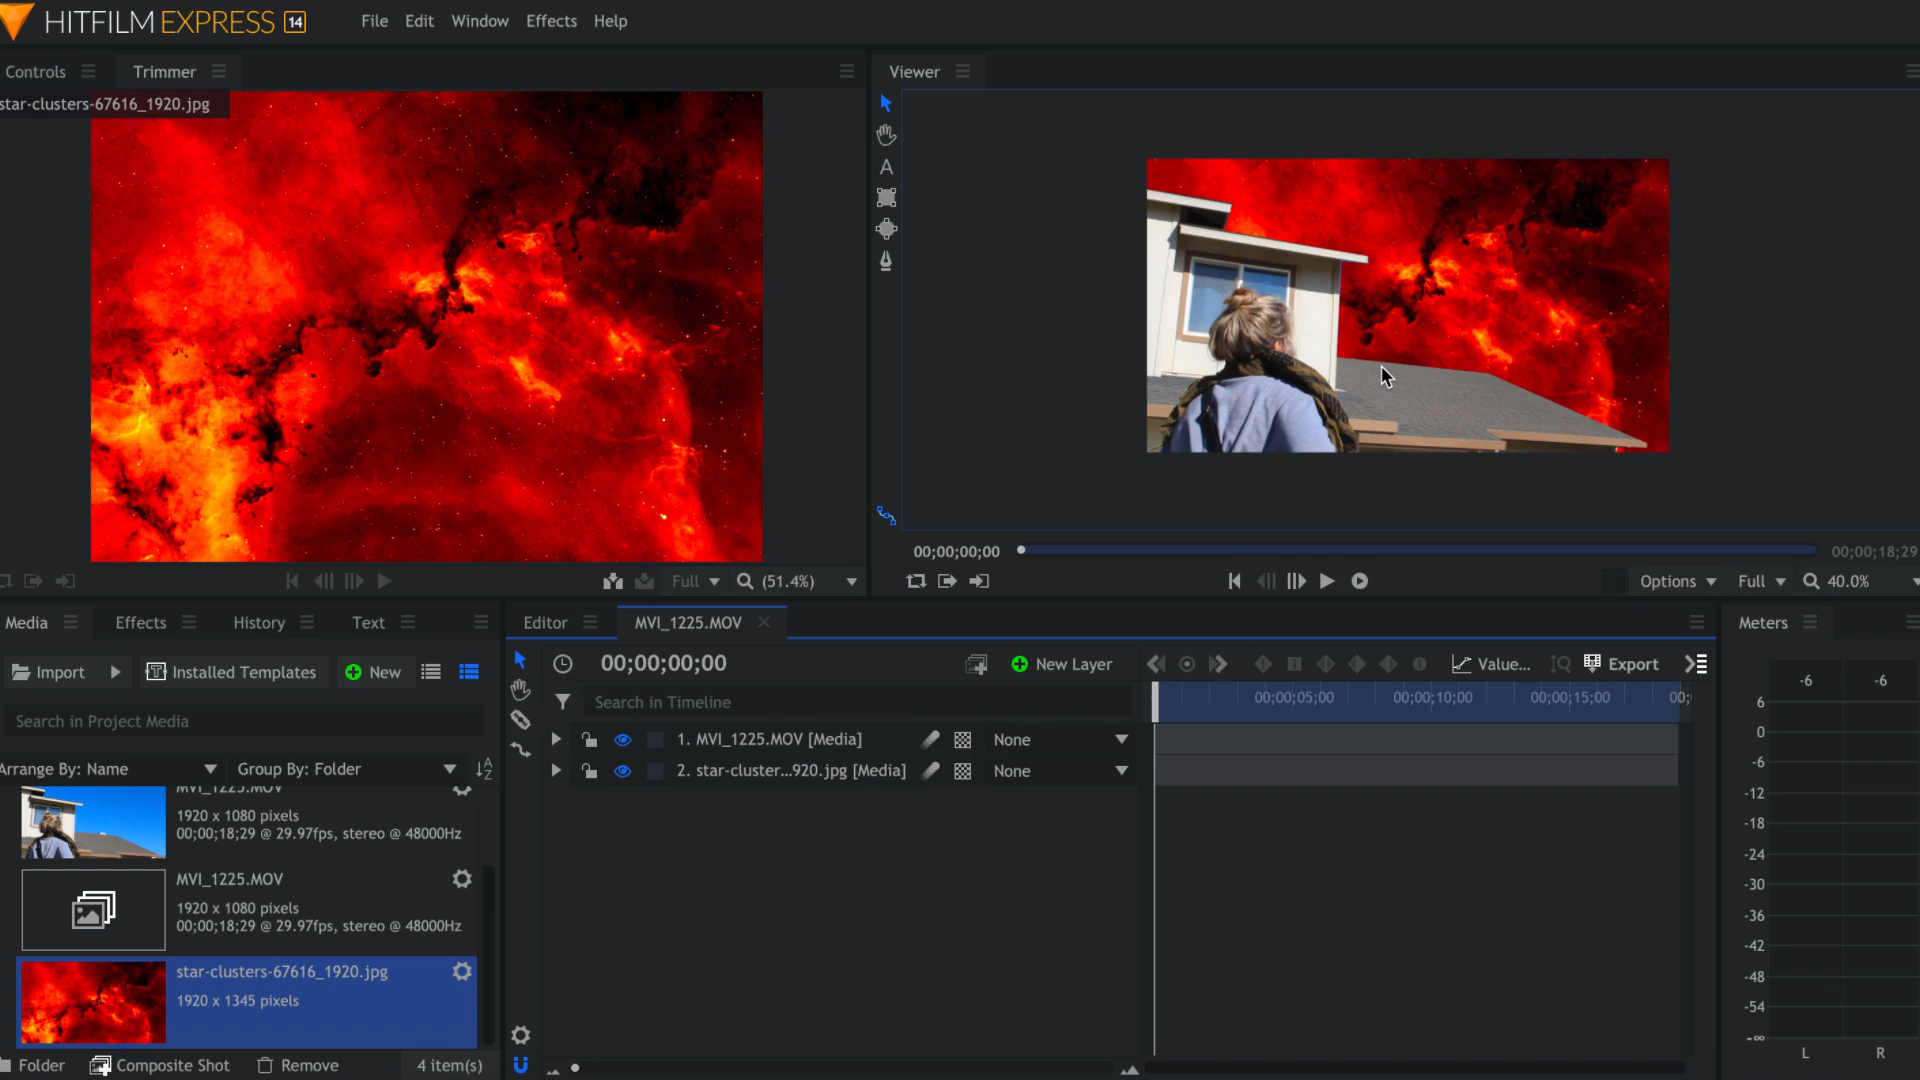 HITFILM EXPRESS 14
File Edit Window Effects Help
Controls
Trimmer
Viewer
star-clusters-67616_1920.jpg
A
00;00;00;00
00;00;18;29
Full
(51.4%)
Options
Full
40.0%
Media
Effects
History
Text
Editor
MVI_1225.MOV
Meters
Import
Installed Templates
New
00;00;00;00
New Layer
Value...
Export
Search in Project Media
Search in Timeline
00;00;05;00
00;00;10;00
00;00;15;00
00;
Arrange By: Name
Group By: Folder
1. MVI_1225.MOV [Media]
None
2. star-cluster...920.jpg [Media]
None
MVI_1225.MOV
1920 x 1080 pixels
00;00;18;29 @ 29.97fps, stereo @ 48000Hz
MVI_1225.MOV
1920 x 1080 pixels
00;00;18;29 @ 29.97fps, stereo @ 48000Hz
star-clusters-67616_1920.jpg
1920 x 1345 pixels
Folder
Composite Shot
Remove
4 item(s)
-6 -6
6
0
-6
-12
-18
-24
-30
-36
-42
-48
-54
-∞
L R